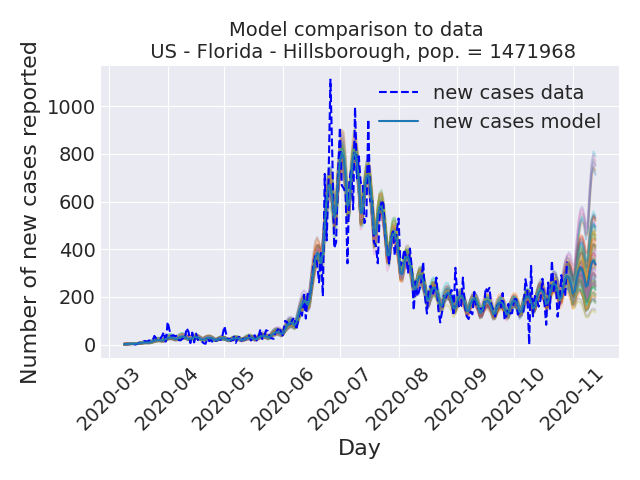 Model comparison to data
US - Florida - Hillsborough, pop. = 1471968
Number of new cases reported
1000
800
600
400
200
0
new cases data
new cases model
2020-03
2020-04
2020-05
2020-06
2020-07
2020-08
2020-09
2020-10
2020-11
Day